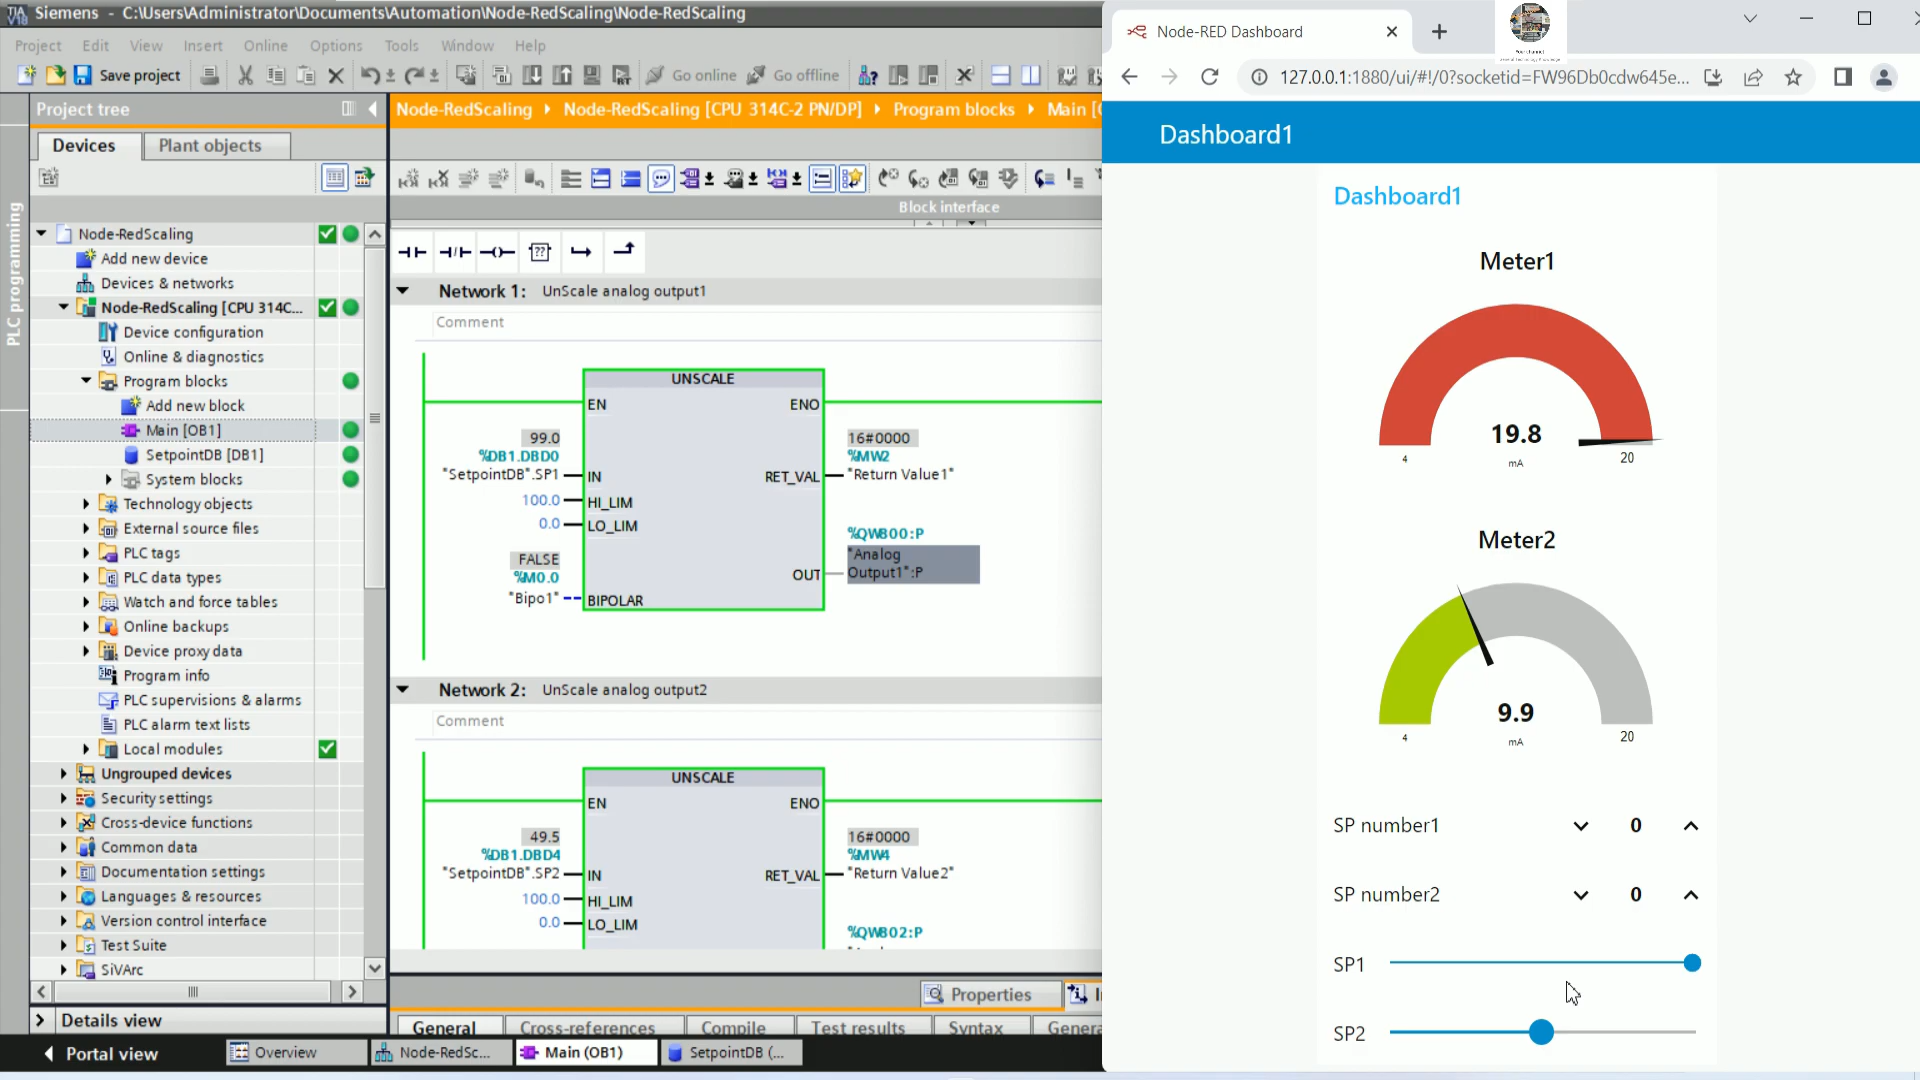 Siemens - C:\Users\Administrator\Documents\Automation\Node-RedScaling\Node-RedScaling
Project Edit View Insert Online Options Tools Window Help
Save project
Go online
Go offline
Project tree
Devices
Plant objects
PLC programming
Node-RedScaling
Add new device
Devices & networks
Node-RedScaling [CPU 314C...
Device configuration
Online & diagnostics
Program blocks
Add new block
Main [OB1]
SetpointDB [DB1]
System blocks
Technology objects
External source files
PLC tags
PLC data types
Watch and force tables
Online backups
Device proxy data
Program info
PLC supervisions & alarms
PLC alarm text lists
Local modules
Ungrouped devices
Security settings
Cross-device functions
Common data
Documentation settings
Languages & resources
Version control interface
Test Suite
SiVArc
Details view
Node-RedScaling Node-RedScaling [CPU 314C-2 PN/DP] Program blocks Main [
Block interface
Network 1: UnScale analog output1
Comment
UNSCALE
EN ENO
99.0
%DB1.DBD0
"SetpointDB".SP1 IN
100.0 HI_LIM
0.0 LO_LIM
FALSE
%M0.0
"Bipo1" BIPOLAR
16#0000
%MW2
RET_VAL "Return Value1"
%QW800:P
"Analog
OUT Output1":P
Network 2: UnScale analog output2
Comment
UNSCALE
EN ENO
49.5
%DB1.DBD4
"SetpointDB".SP2 IN
100.0 HI_LIM
0.0 LO_LIM
16#0000
%MW4
RET_VAL "Return Value2"
%QW802:P
Properties
General
Cross-references
Compile
Test results
Syntax
Genera
Portal view
Overview
Node-RedSc...
Main (OB1)
SetpointDB (...
Node-RED Dashboard
127.0.0.1:1880/ui/#!/0?socketid=FW96Db0cdw645e...
Dashboard1
Dashboard1
Meter1
19.8
mA
4 20
Meter2
9.9
mA
4 20
SP number1 0
SP number2 0
SP1
SP2